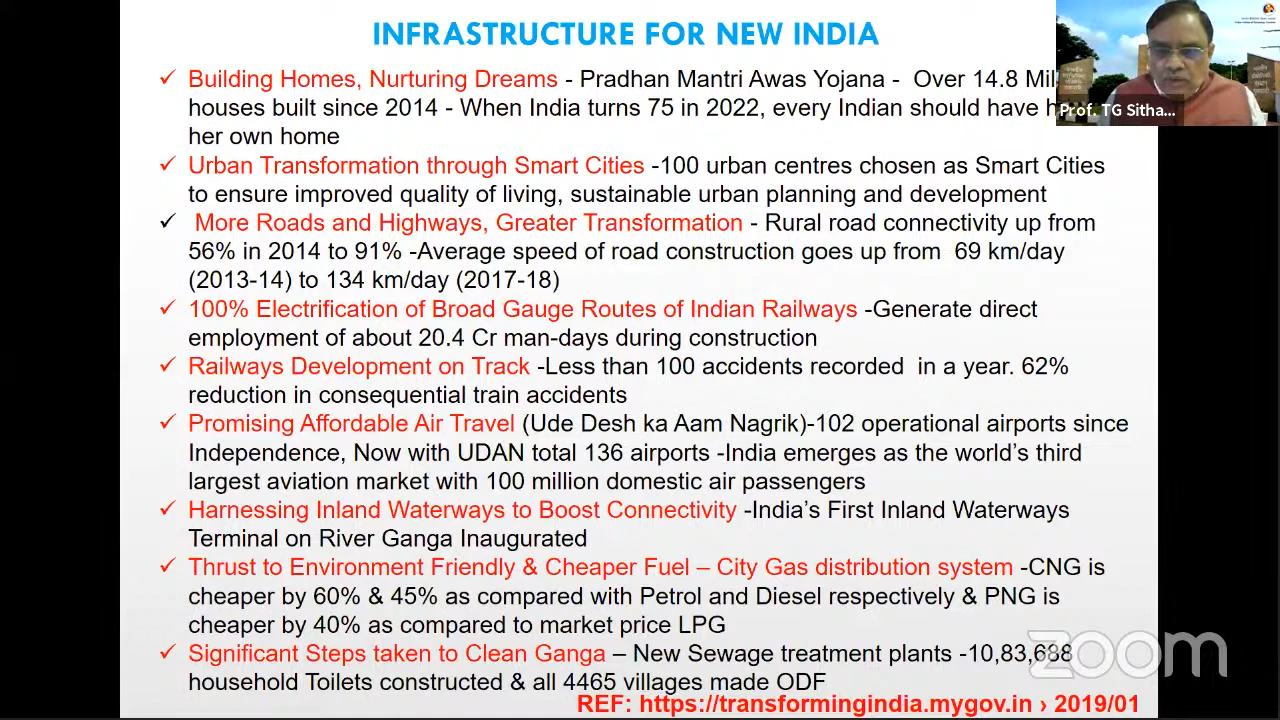 INFRASTRUCTURE FOR NEW INDIA
✓ Building Homes, Nurturing Dreams - Pradhan Mantri Awas Yojana - Over 14.8
houses built since 2014 - When India turns 75 in 2022, every Indian should have
her own home
✓ Urban Transformation through Smart Cities -100 urban centres chosen as Smart Cities
to ensure improved quality of living, sustainable urban planning and development
✓ More Roads and Highways, Greater Transformation - Rural road connectivity up from
56% in 2014 to 91% -Average speed of road construction goes up from 69 km/day
(2013-14) to 134 km/day (2017-18)
✓ 100% Electrification of Broad Gauge Routes of Indian Railways -Generate direct
employment of about 20.4 Cr man-days during construction
✓ Railways Development on Track -Less than 100 accidents recorded in a year. 62%
reduction in consequential train accidents
✓ Promising Affordable Air Travel (Ude Desh ka Aam Nagrik)-102 operational airports since
Independence, Now with UDAN total 136 airports -India emerges as the world's third
largest aviation market with 100 million domestic air passengers
✓ Harnessing Inland Waterways to Boost Connectivity -India's First Inland Waterways
Terminal on River Ganga Inaugurated
✓ Thrust to Environment Friendly & Cheaper Fuel – City Gas distribution system -CNG is
cheaper by 60% & 45% as compared with Petrol and Diesel respectively & PNG is
cheaper by 40% as compared to market price LPG
✓ Significant Steps taken to Clean Ganga – New Sewage treatment plants -10,83,688
household Toilets constructed & all 4465 villages made ODF
REF: https://transformingindia.mygov.in › 2019/01
Prof. TG Sitha...
zoom